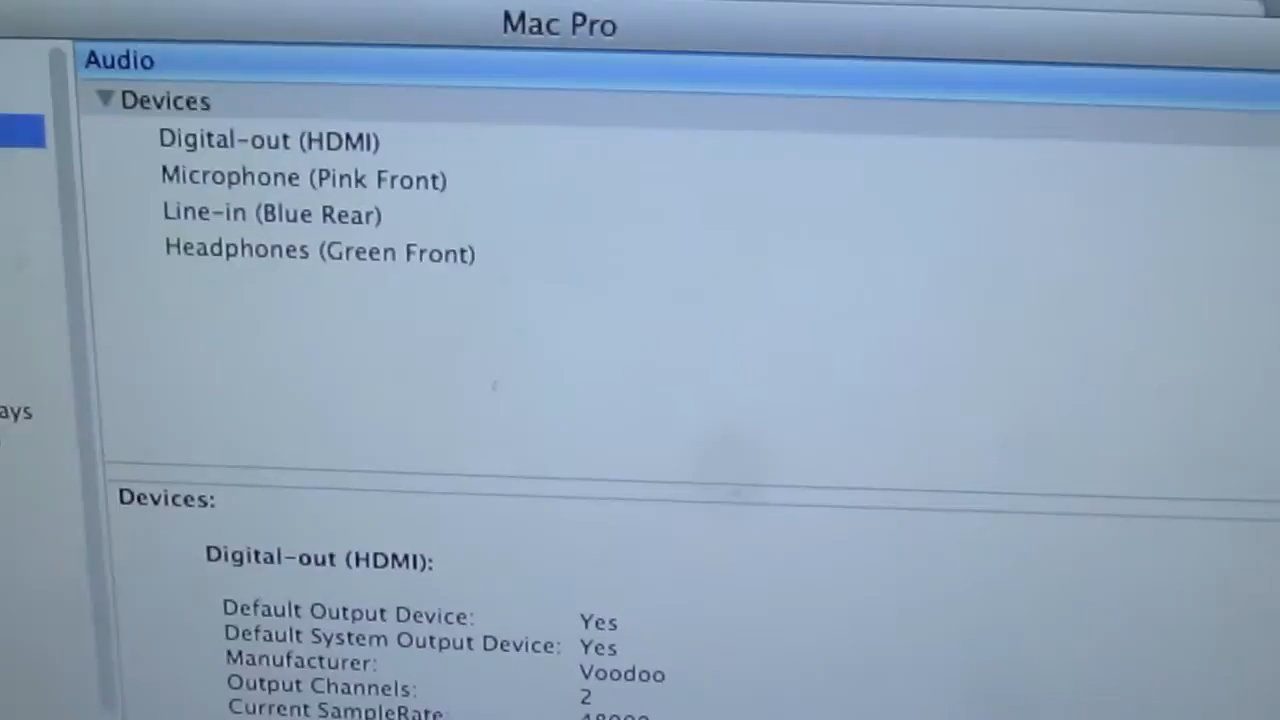 Mac Pro
Audio
Devices
Digital-out (HDMI)
Microphone (Pink Front)
Line-in (Blue Rear)
Headphones (Green Front)
ays
Devices:
Digital-out (HDMI):
Default Output Device: Yes
Default System Output Device: Yes
Manufacturer: Voodoo
Output Channels: 2
Current SampleRate: 48000